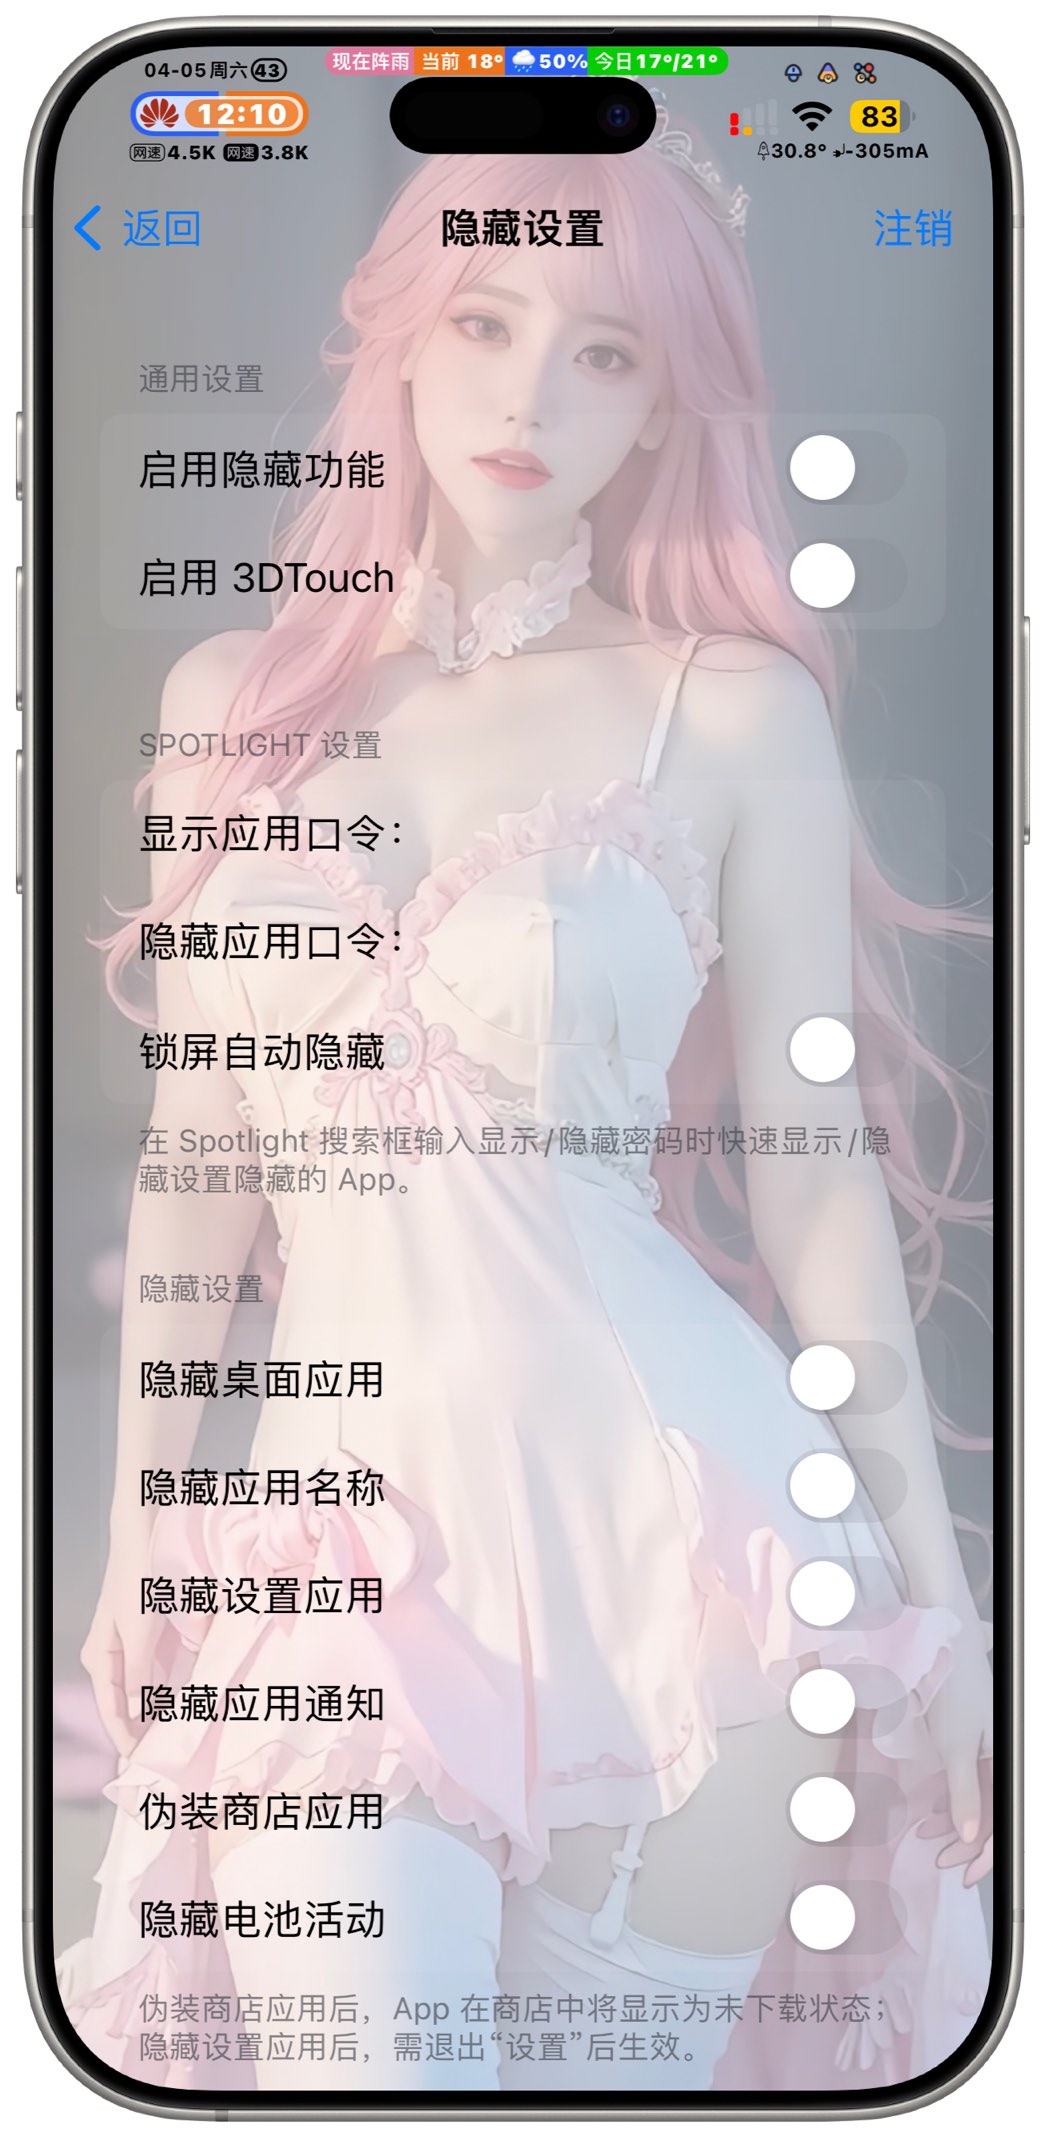 现在阵雨 当前 18° 50% 今日17°/21°
04-05周六 43
12:10
83
网速 4.5K 网速 3.8K
30.8° -305mA
返回 隐藏设置 注销
通用设置
启用隐藏功能
启用 3DTouch
SPOTLIGHT 设置
显示应用口令：
隐藏应用口令：
锁屏自动隐藏
在 Spotlight 搜索框输入显示/隐藏密码时快速显示/隐
藏设置隐藏的 App。
隐藏设置
隐藏桌面应用
隐藏应用名称
隐藏设置应用
隐藏应用通知
伪装商店应用
隐藏电池活动
伪装商店应用后，App 在商店中将显示为未下载状态；
隐藏设置应用后，需退出“设置”后生效。